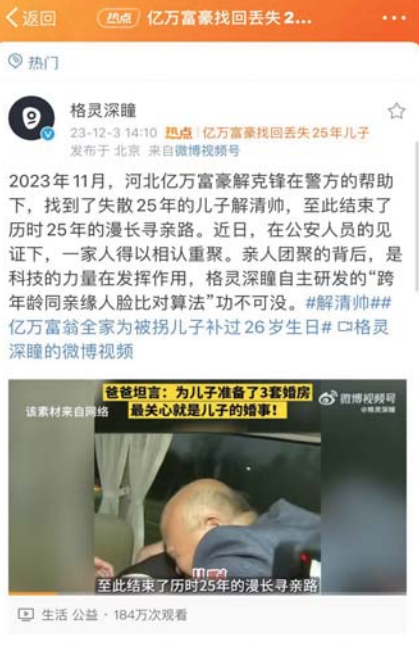 返回
热点 亿万富豪找回丢失2...
热门
格灵深瞳
23-12-3 14:10 热点|亿万富豪找回丢失25年儿子
发布于 北京 来自微博视频号
2023年11月，河北亿万富豪解克锋在警方的帮助
下，找到了失散25年的儿子解清帅，至此结束了
历时25年的漫长寻亲路。近日，在公安人员的见
证下，一家人得以相认重聚。亲人团聚的背后，是
科技的力量在发挥作用，格灵深瞳自主研发的“跨
年龄同亲缘人脸比对算法”功不可没。#解清帅##
亿万富翁全家为被拐儿子补过26岁生日# 格灵
深瞳的微博视频
爸爸坦言：为儿子准备了3套婚房
最关心就是儿子的婚事！
该素材来自网络
微博视频号
@格灵深瞳
至此结束了历时25年的漫长寻亲路
生活 公益·184万次观看